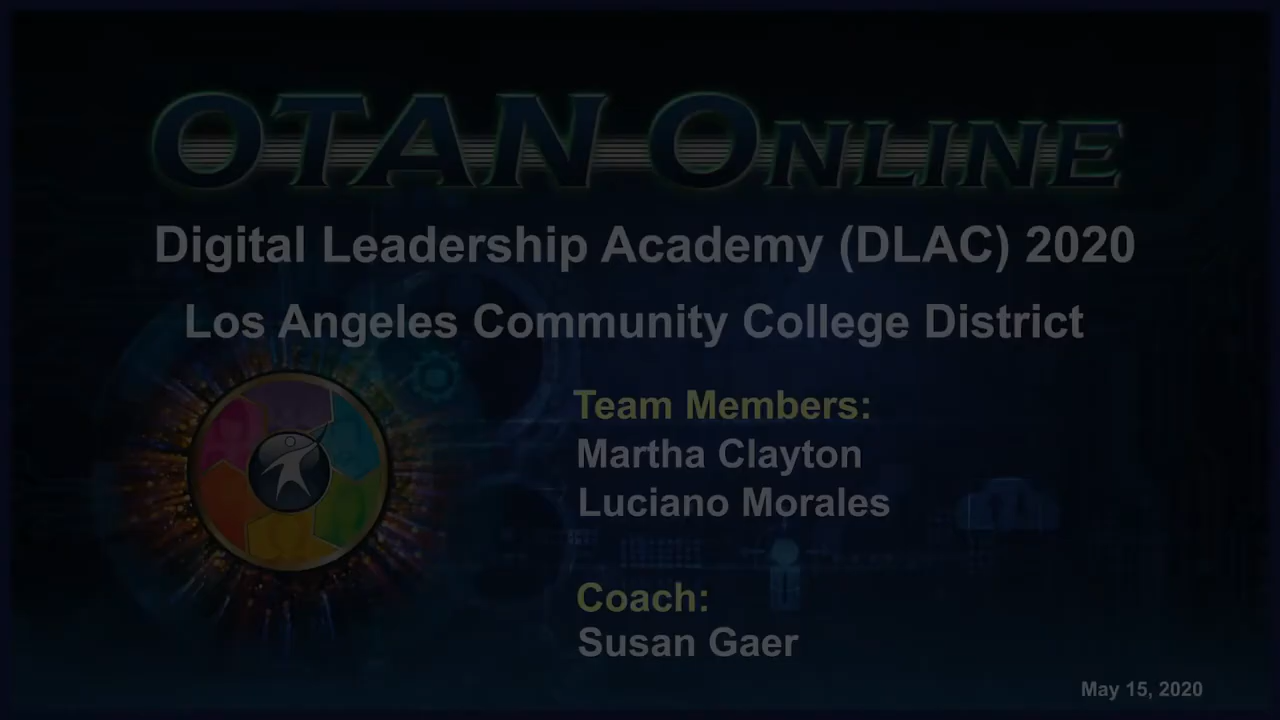 OTAN ONLINE
Digital Leadership Academy (DLAC) 2020
Los Angeles Community College District
Team Members:
Martha Clayton
Luciano Morales
Coach:
Susan Gaer
May 15, 2020